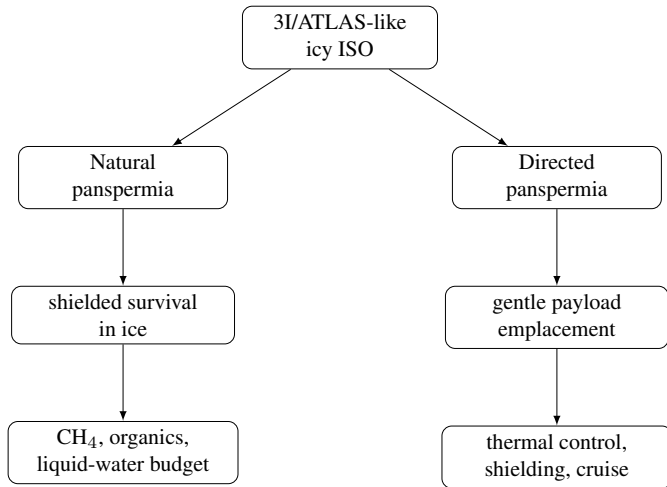 3I/ATLAS-like
icy ISO
Natural
panspermia
Directed
panspermia
shielded survival
in ice
gentle payload
emplacement
CH₄, organics,
liquid-water budget
thermal control,
shielding, cruise